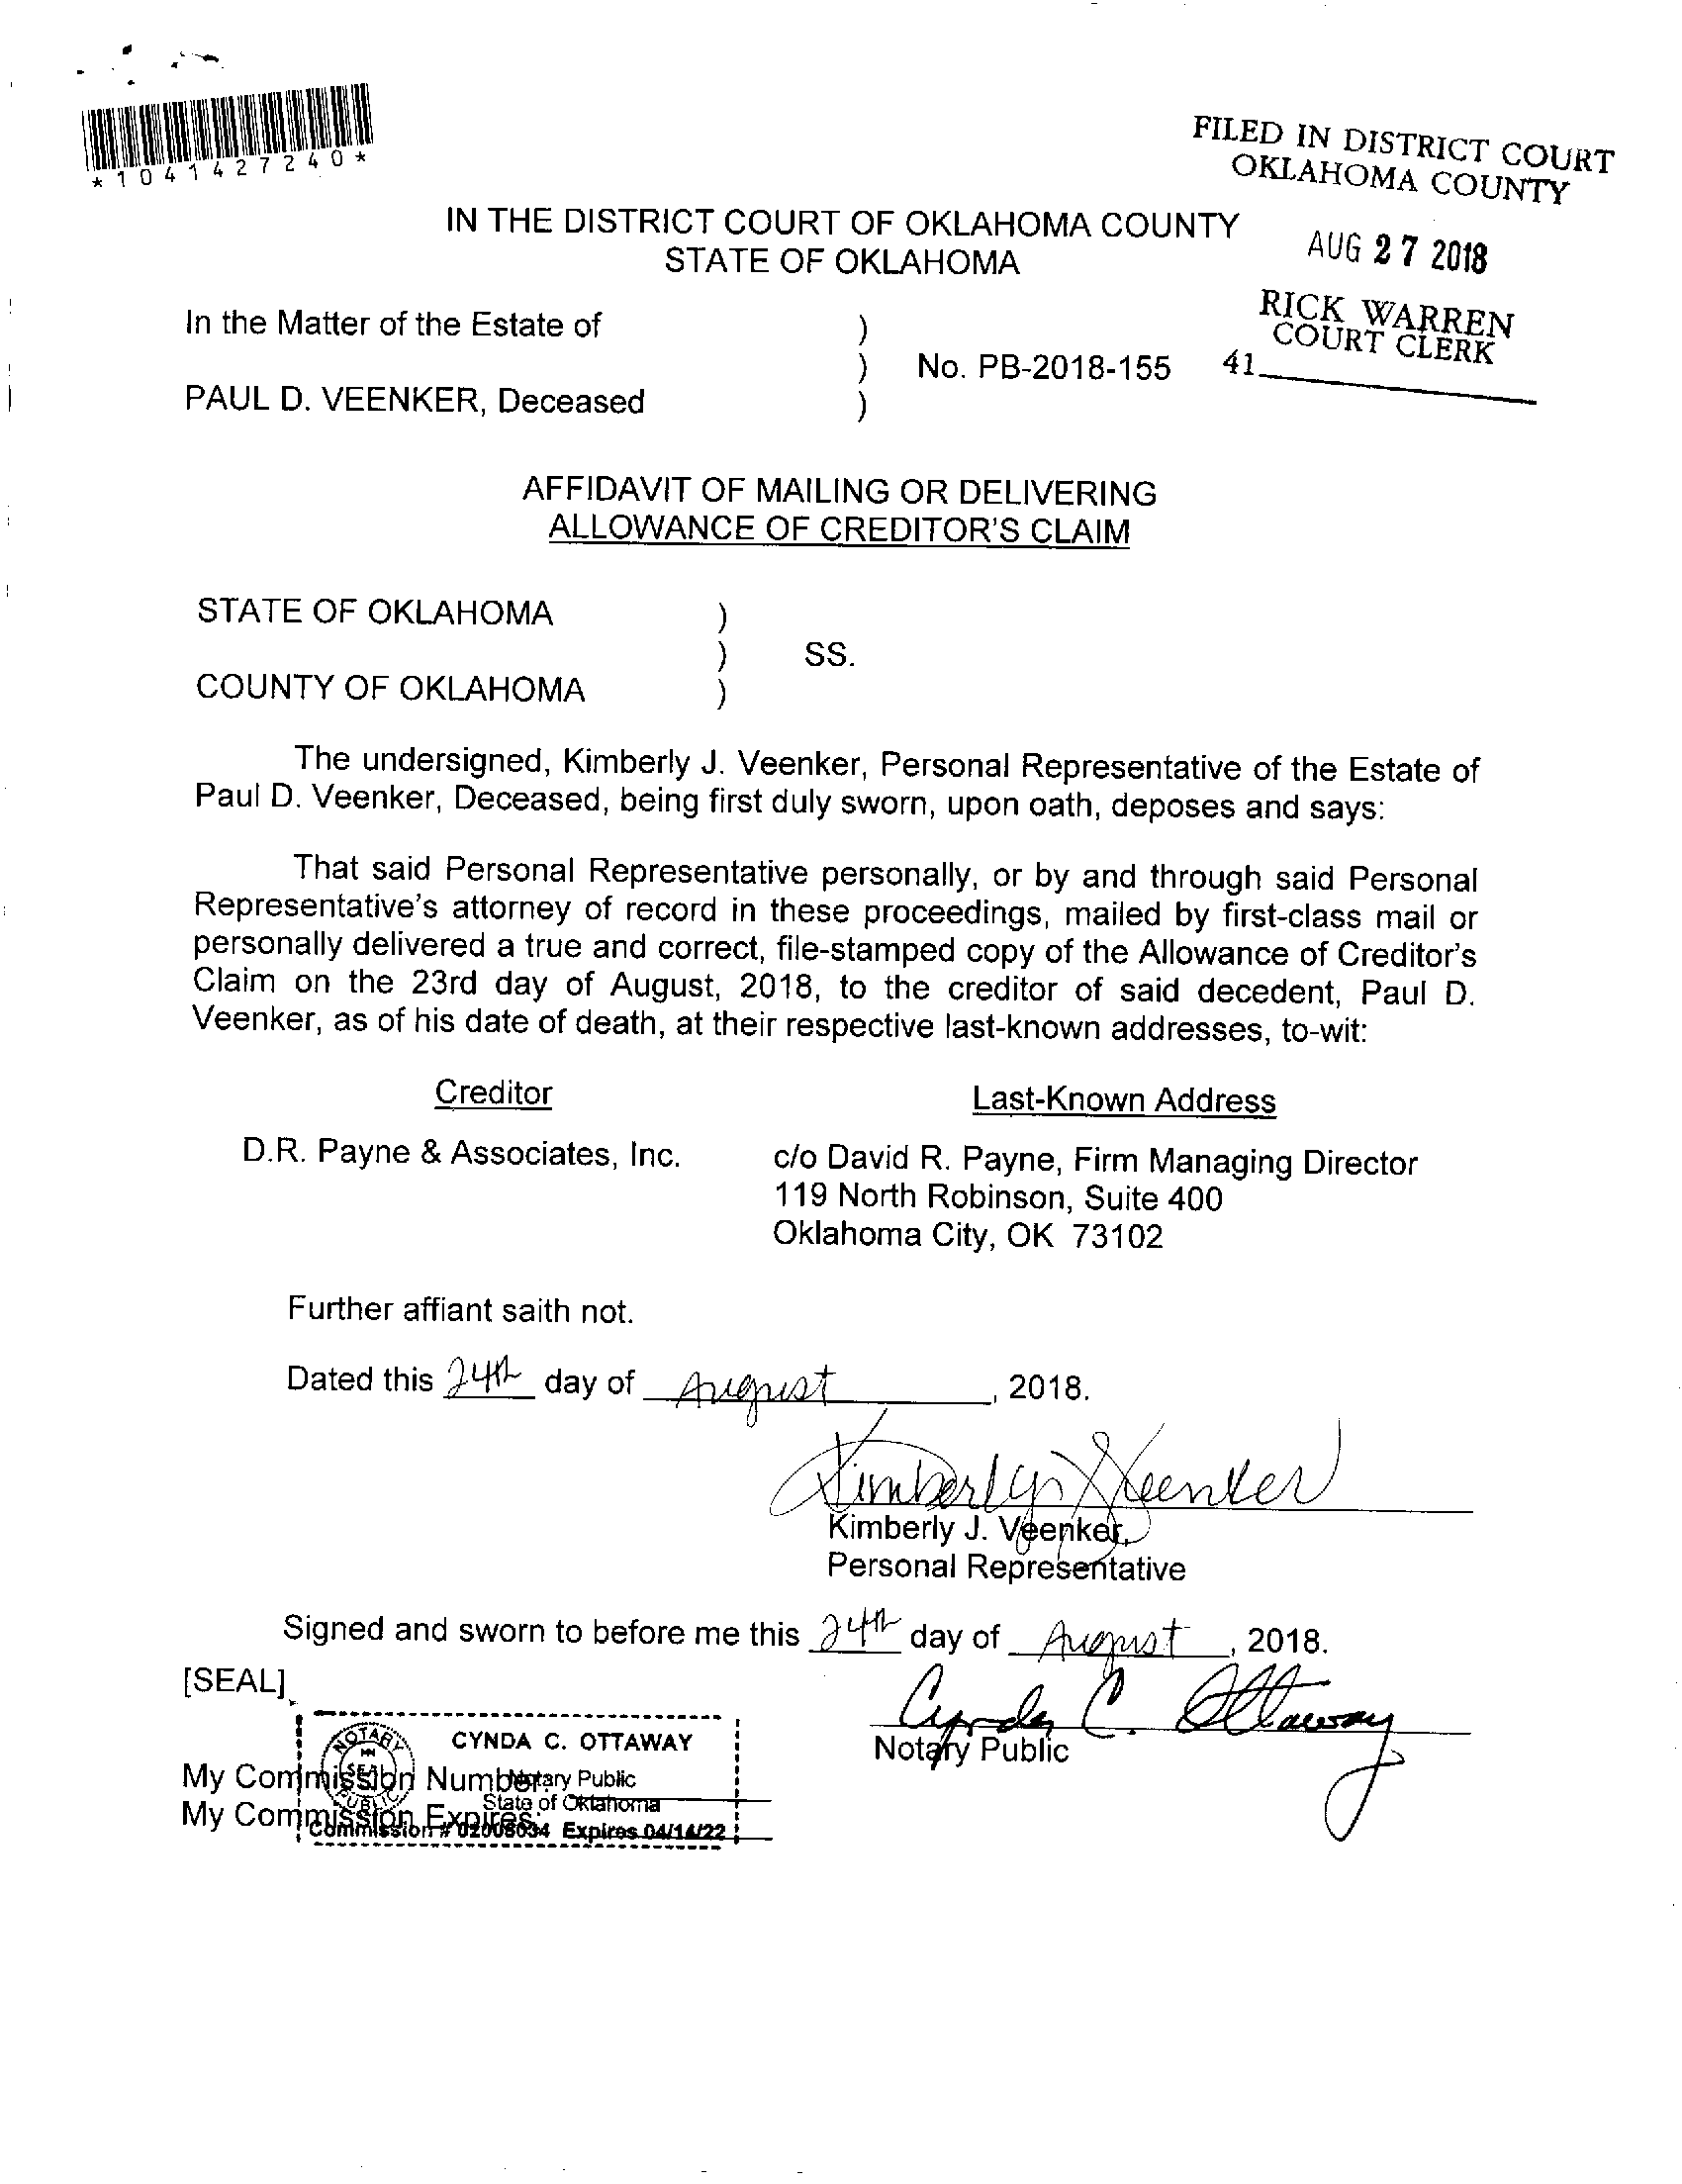 *1041427240*
FILED IN DISTRICT COURT
OKLAHOMA COUNTY
AUG 27 2018
RICK WARREN
COURT CLERK
41
IN THE DISTRICT COURT OF OKLAHOMA COUNTY
STATE OF OKLAHOMA
In the Matter of the Estate of )
) No. PB-2018-155
PAUL D. VEENKER, Deceased )
AFFIDAVIT OF MAILING OR DELIVERING
ALLOWANCE OF CREDITOR'S CLAIM
STATE OF OKLAHOMA )
) SS.
COUNTY OF OKLAHOMA )
The undersigned, Kimberly J. Veenker, Personal Representative of the Estate of
Paul D. Veenker, Deceased, being first duly sworn, upon oath, deposes and says:
That said Personal Representative personally, or by and through said Personal
Representative's attorney of record in these proceedings, mailed by first-class mail or
personally delivered a true and correct, file-stamped copy of the Allowance of Creditor's
Claim on the 23rd day of August, 2018, to the creditor of said decedent, Paul D.
Veenker, as of his date of death, at their respective last-known addresses, to-wit:
Creditor Last-Known Address
D.R. Payne & Associates, Inc. c/o David R. Payne, Firm Managing Director
119 North Robinson, Suite 400
Oklahoma City, OK 73102
Further affiant saith not.
Dated this 24th day of August, 2018.
Kimberly J Veenker
Kimberly J. Veenker,
Personal Representative
Signed and sworn to before me this 24th day of August, 2018.
[SEAL]
Cynda C. Ottaway
Notary Public
NOTARY PUBLIC SEAL
CYNDA C. OTTAWAY
My Commission Number:
Notary Public
State of Oklahoma
My Commission Expires:
Commission # 02008034 Expires 04/14/22